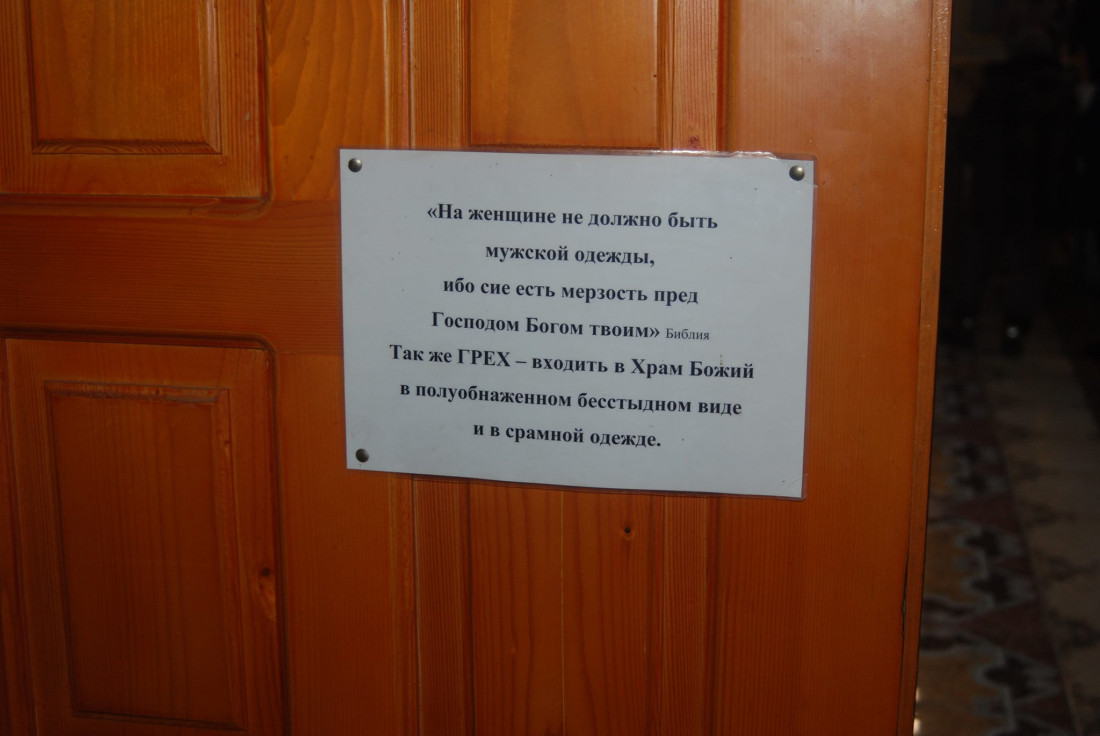 «На женщине не должно быть
мужской одежды,
ибо сие есть мерзость пред
Господом Богом твоим» Библия
Так же ГРЕХ – входить в Храм Божий
в полуобнаженном бесстыдном виде
и в срамной одежде.